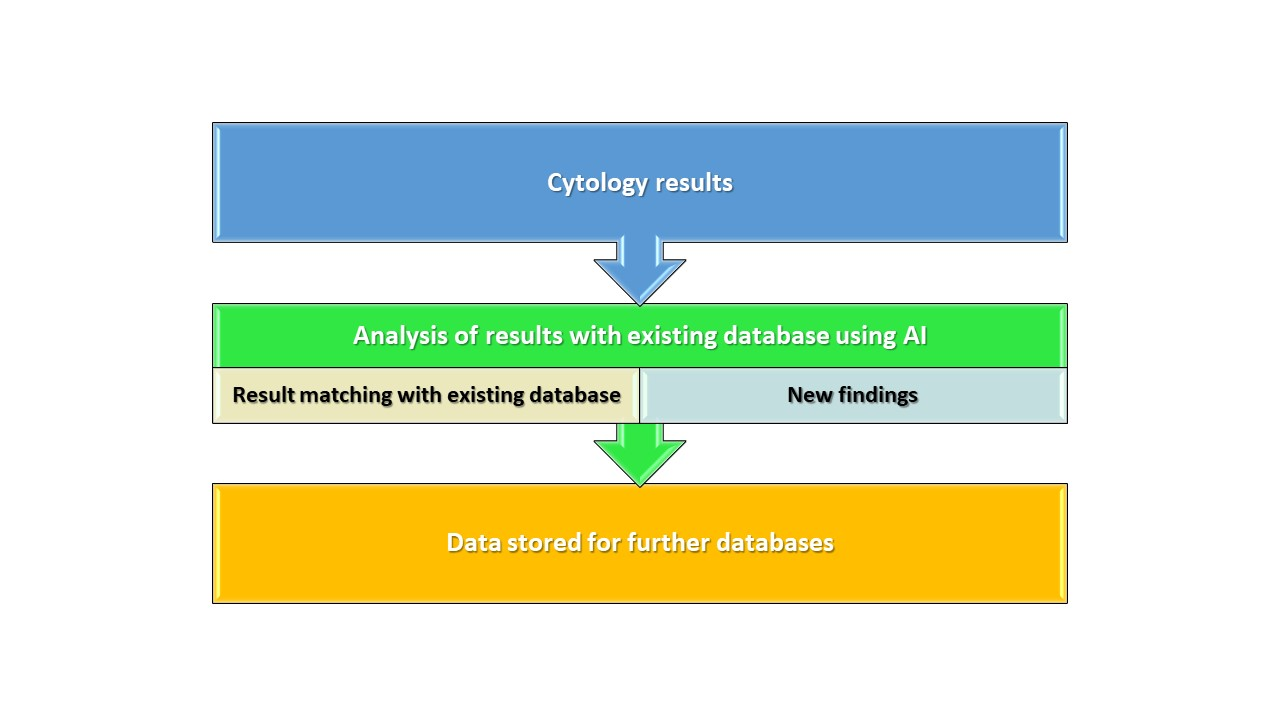 Cytology results
Analysis of results with existing database using AI
Result matching with existing database
New findings
Data stored for further databases